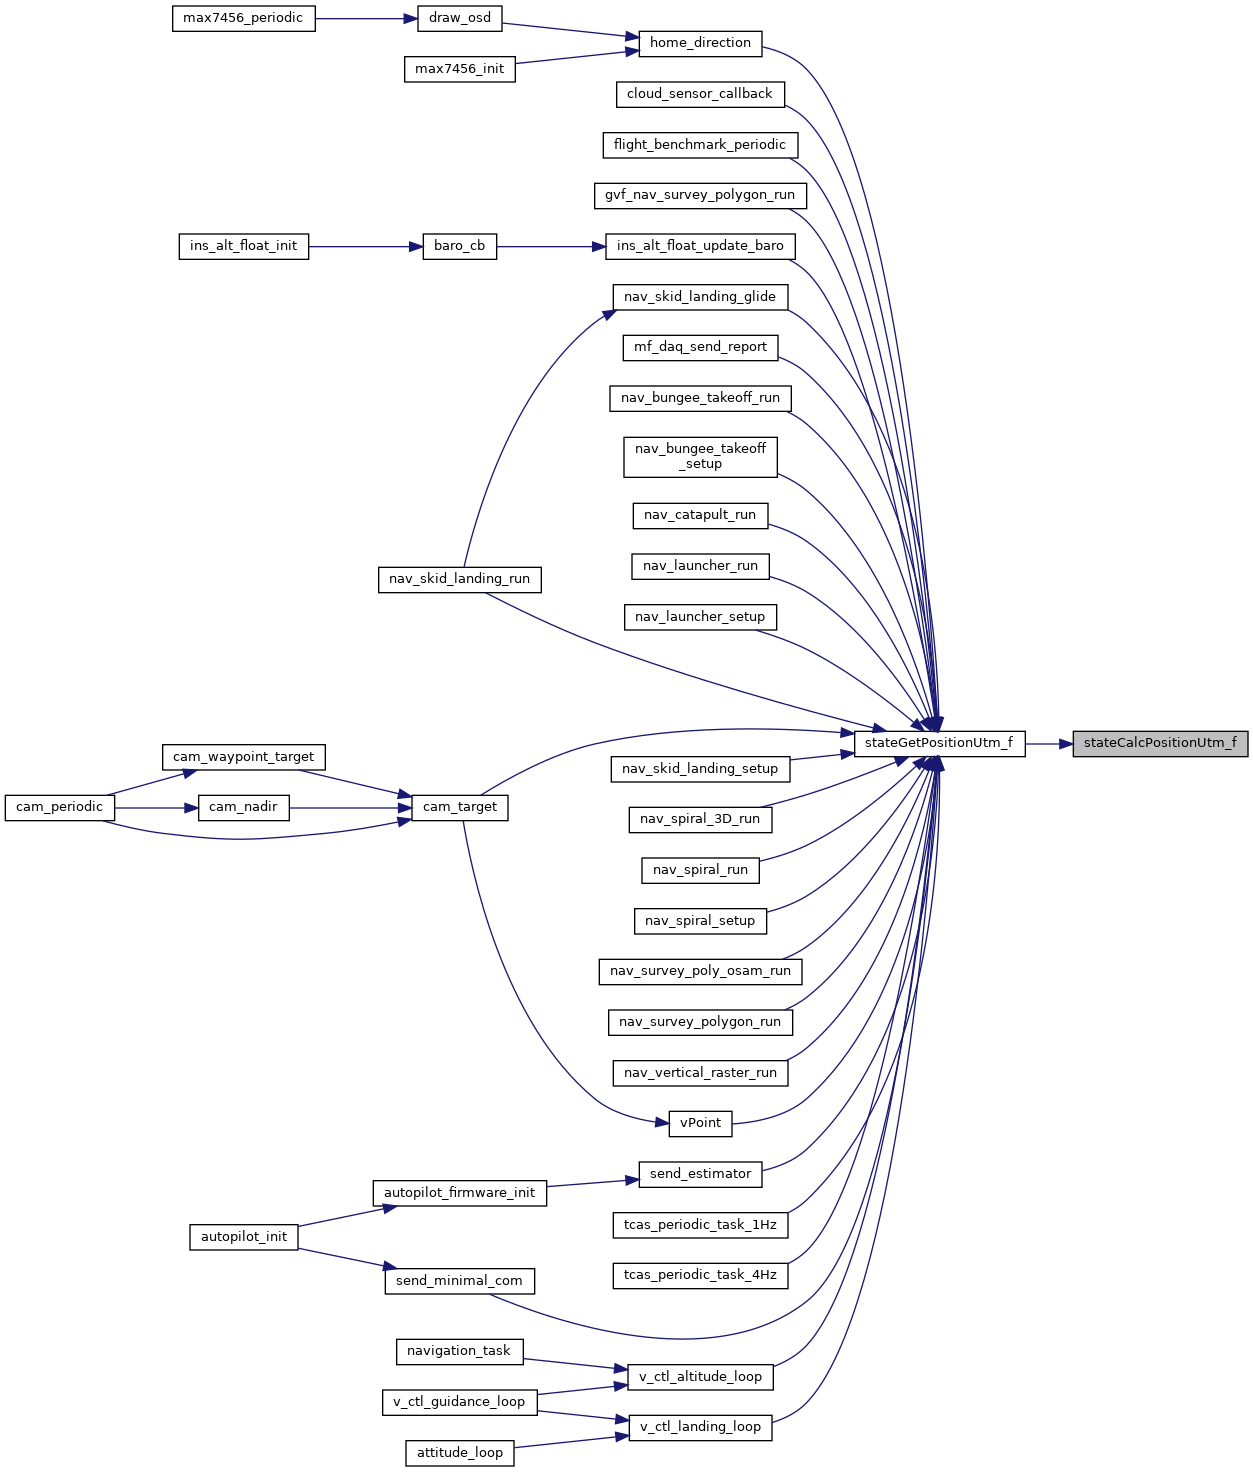 max7456_periodic
draw_osd
home_direction
max7456_init
cloud_sensor_callback
flight_benchmark_periodic
gvf_nav_survey_polygon_run
ins_alt_float_init
baro_cb
ins_alt_float_update_baro
nav_skid_landing_glide
mf_daq_send_report
nav_bungee_takeoff_run
nav_bungee_takeoff
_setup
nav_catapult_run
nav_launcher_run
nav_skid_landing_run
nav_launcher_setup
stateGetPositionUtm_f
stateCalcPositionUtm_f
cam_waypoint_target
nav_skid_landing_setup
cam_periodic
cam_nadir
cam_target
nav_spiral_3D_run
nav_spiral_run
nav_spiral_setup
nav_survey_poly_osam_run
nav_survey_polygon_run
nav_vertical_raster_run
vPoint
send_estimator
autopilot_firmware_init
tcas_periodic_task_1Hz
autopilot_init
tcas_periodic_task_4Hz
send_minimal_com
navigation_task
v_ctl_altitude_loop
v_ctl_guidance_loop
v_ctl_landing_loop
attitude_loop